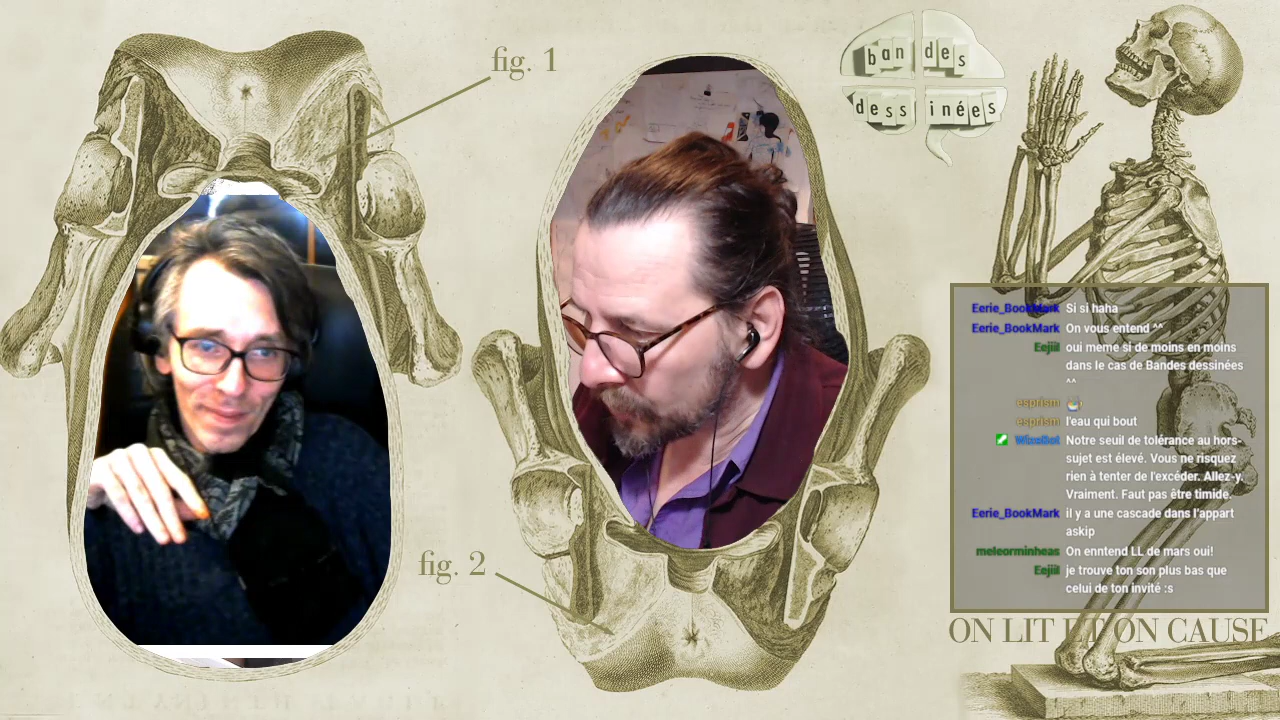 fig. 1
ban des
dess inées
Eerie_BookMark Si si haha
Eerie_BookMark On vous entend ^^
Eejiil oui meme si de moins en moins
dans le cas de Bandes dessinées
^^
esprism
esprism l'eau qui bout
WizeBot Notre seuil de tolérance au hors-
sujet est élevé. Vous ne risquez
rien à tenter de l'excéder. Allez-y.
Vraiment. Faut pas être timide.
Eerie_BookMark il y a une cascade dans l'appart
askip
meleorminheas On enntend LL de mars oui!
Eejiil je trouve ton son plus bas que
celui de ton invité :s
fig. 2
ON LIT ET ON CAUSE